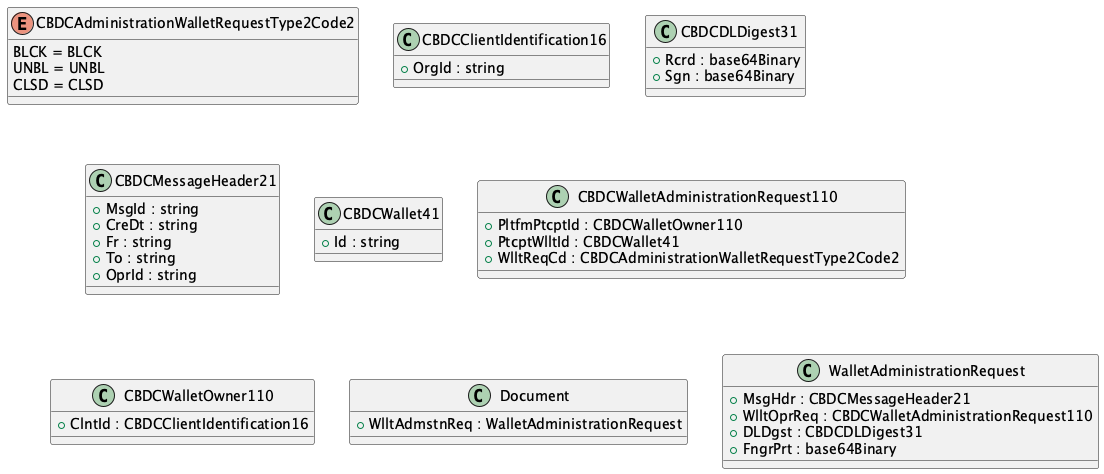 E CBDCAdministrationWalletRequestType2Code2
BLCK = BLCK
UNBL = UNBL
CLSD = CLSD
C CBDCClientIdentification16
OrgId : string
C CBDCDLDigest31
Rcrd : base64Binary
Sgn : base64Binary
C CBDCMessageHeader21
MsgId : string
CreDt : string
Fr : string
To : string
OprId : string
C CBDCWallet41
Id : string
C CBDCWalletAdministrationRequest110
PltfmPtcptId : CBDCWalletOwner110
PtcptWlltId : CBDCWallet41
WlltReqCd : CBDCAdministrationWalletRequestType2Code2
C CBDCWalletOwner110
ClntId : CBDCClientIdentification16
C Document
WlltAdmstnReq : WalletAdministrationRequest
C WalletAdministrationRequest
MsgHdr : CBDCMessageHeader21
WlltOprReq : CBDCWalletAdministrationRequest110
DLDgst : CBDCDLDigest31
FngrPrt : base64Binary